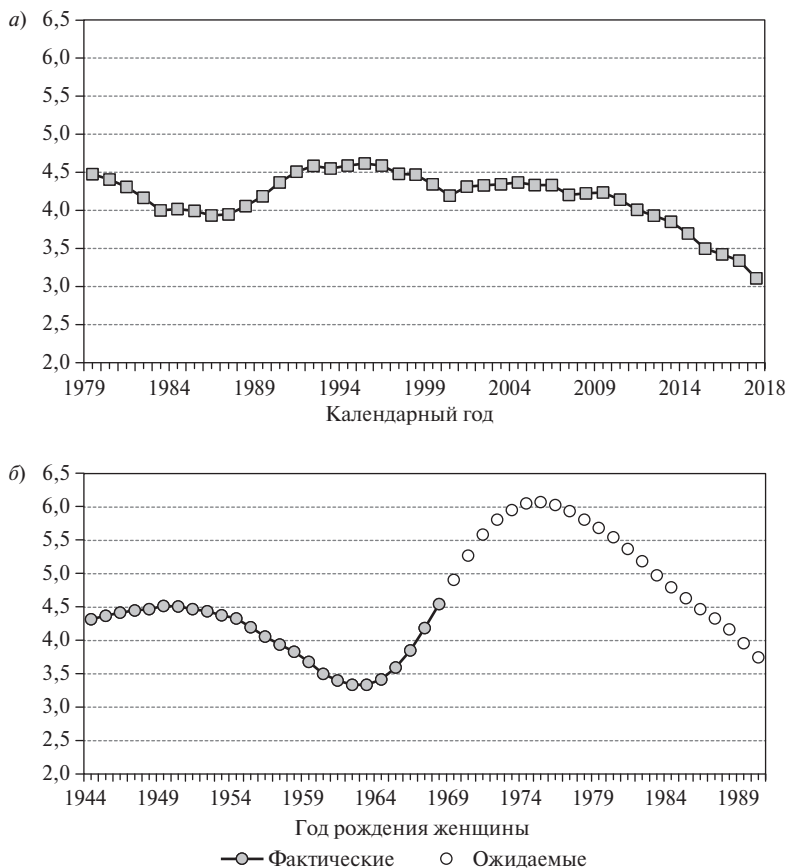 а)
6,5
6,0
5,5
5,0
4,5
4,0
3,5
3,0
2,5
2,0
1979 1984 1989 1994 1999 2004 2009 2014 2018
Календарный год
б)
6,5
6,0
5,5
5,0
4,5
4,0
3,5
3,0
2,5
2,0
1944 1949 1954 1959 1964 1969 1974 1979 1984 1989
Год рождения женщины
Фактические Ожидаемые